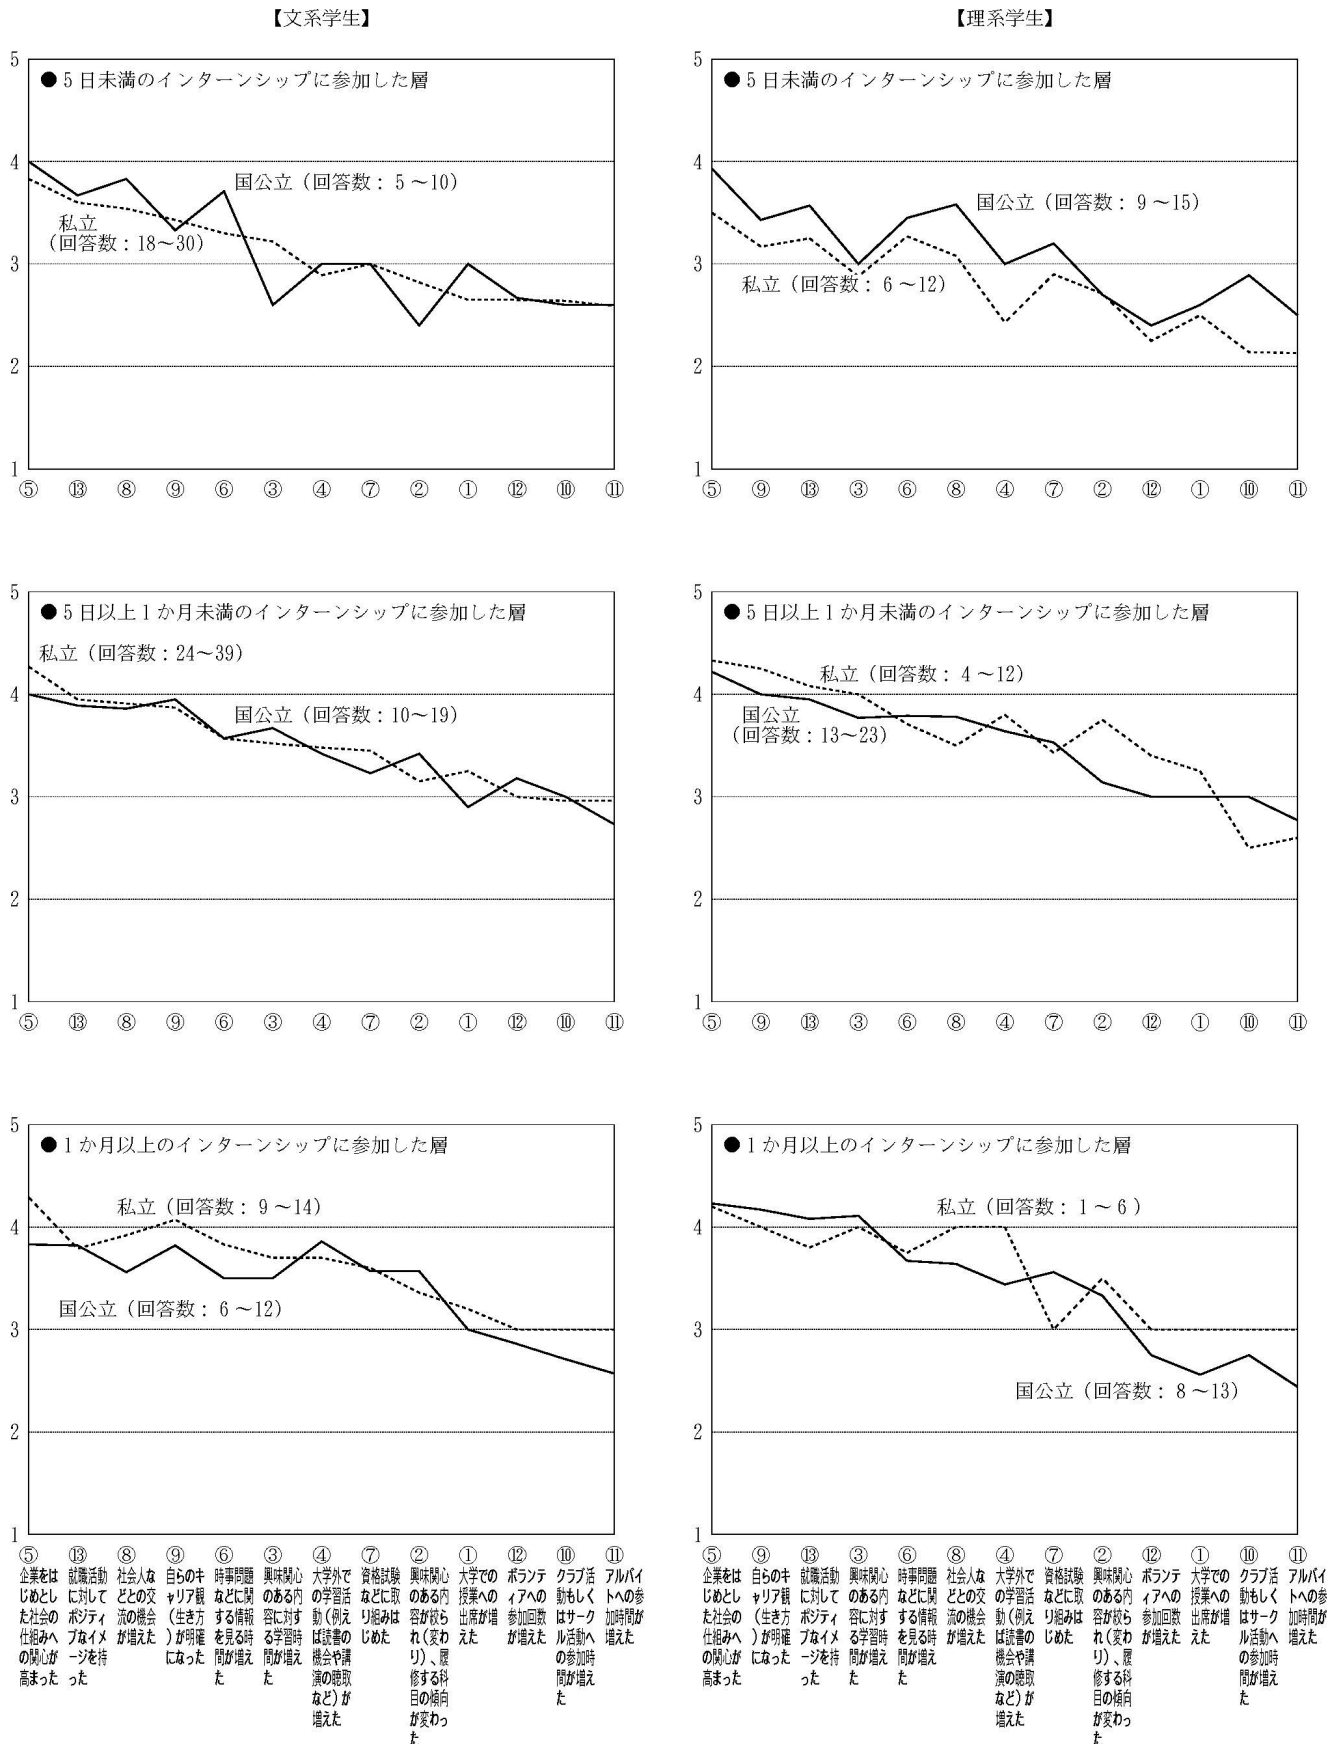 【文系学生】
【理系学生】
5
●5日未満のインターンシップに参加した層
4
国公立(回答数:5~10)
私立
(回答数:18~30)
3
2
1
⑤ ⑬ ⑧ ⑨ ⑥ ③ ④ ⑦ ② ① ⑫ ⑩ ⑪
5
●5日未満のインターンシップに参加した層
4
国公立(回答数:9~15)
3
私立(回答数:6~12)
2
1
⑤ ⑨ ⑬ ③ ⑥ ⑧ ④ ⑦ ② ⑫ ① ⑩ ⑪
5
●5日以上1か月未満のインターンシップに参加した層
私立(回答数:24~39)
4
国公立(回答数:10~19)
3
2
1
⑤ ⑬ ⑧ ⑨ ⑥ ③ ④ ⑦ ② ① ⑫ ⑩ ⑪
5
●5日以上1か月未満のインターンシップに参加した層
私立(回答数:4~12)
4
国公立
(回答数:13~23)
3
2
1
⑤ ⑨ ⑬ ③ ⑥ ⑧ ④ ⑦ ② ⑫ ① ⑩ ⑪
5
●1か月以上のインターンシップに参加した層
私立(回答数:9~14)
4
国公立(回答数:6~12)
3
2
1
⑤ ⑬ ⑧ ⑨ ⑥ ③ ④ ⑦ ② ① ⑫ ⑩ ⑪
企業をは
じめとし
た社会の
仕組みへ
の関心が
高まった
就職活動
に対して
ポジティ
ブなイメ
ージを持
った
社会人な
どとの交
流の機会
が増えた
自らのキ
ャリア観
(生き方
)が明確
になった
時事問題
などに関
する情報
を見る時
間が増え
た
興味関心
のある内
容に対す
る学習時
間が増え
た
大学外で
の学習活
動(例え
ば読書の
機会や講
演の聴取
など)が
増えた
資格試験
などに取
り組みは
じめた
興味関心
のある内
容が絞ら
れ(変わ
り)、履
修する科
目の傾向
が変わっ
た
大学での
授業への
出席が増
えた
ボランテ
ィアへの
参加回数
が増えた
クラブ活
動もしく
はサーク
ル活動へ
の参加時
間が増え
た
アルバイ
トへの参
加時間が
増えた
5
●1か月以上のインターンシップに参加した層
私立(回答数:1~6)
4
3
国公立(回答数:8~13)
2
1
⑤ ⑨ ⑬ ③ ⑥ ⑧ ④ ⑦ ② ⑫ ① ⑩ ⑪
企業をは
じめとし
た社会の
仕組みへ
の関心が
高まった
自らのキ
ャリア観
(生き方
)が明確
になった
就職活動
に対して
ポジティ
ブなイメ
ージを持
った
興味関心
のある内
容に対す
る学習時
間が増え
た
時事問題
などに関
する情報
を見る時
間が増え
た
社会人な
どとの交
流の機会
が増えた
大学外で
の学習活
動(例え
ば読書の
機会や講
演の聴取
など)が
増えた
資格試験
などに取
り組みは
じめた
興味関心
のある内
容が絞ら
れ(変わ
り)、履
修する科
目の傾向
が変わっ
た
ボランテ
ィアへの
参加回数
が増えた
大学での
授業への
出席が増
えた
クラブ活
動もしく
はサーク
ル活動へ
の参加時
間が増え
た
アルバイ
トへの参
加時間が
増えた